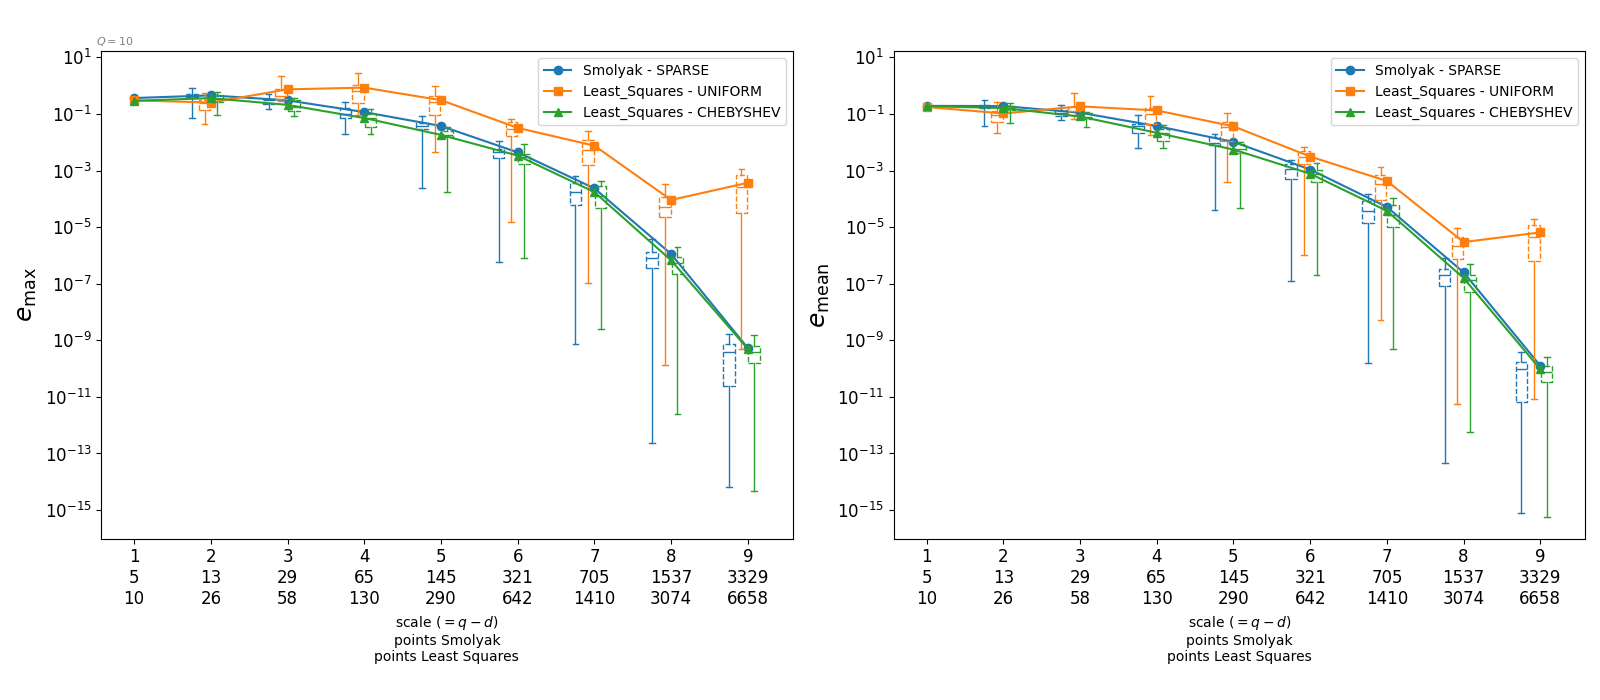 Q = 10
10^1
10^-1
10^-3
10^-5
10^-7
10^-9
10^-11
10^-13
10^-15
e_max
Smolyak - SPARSE
Least_Squares - UNIFORM
Least_Squares - CHEBYSHEV
1 2 3 4 5 6 7 8 9
5 13 29 65 145 321 705 1537 3329
10 26 58 130 290 642 1410 3074 6658
scale (= q − d)
points Smolyak
points Least Squares
10^1
10^-1
10^-3
10^-5
10^-7
10^-9
10^-11
10^-13
10^-15
e_mean
Smolyak - SPARSE
Least_Squares - UNIFORM
Least_Squares - CHEBYSHEV
1 2 3 4 5 6 7 8 9
5 13 29 65 145 321 705 1537 3329
10 26 58 130 290 642 1410 3074 6658
scale (= q − d)
points Smolyak
points Least Squares